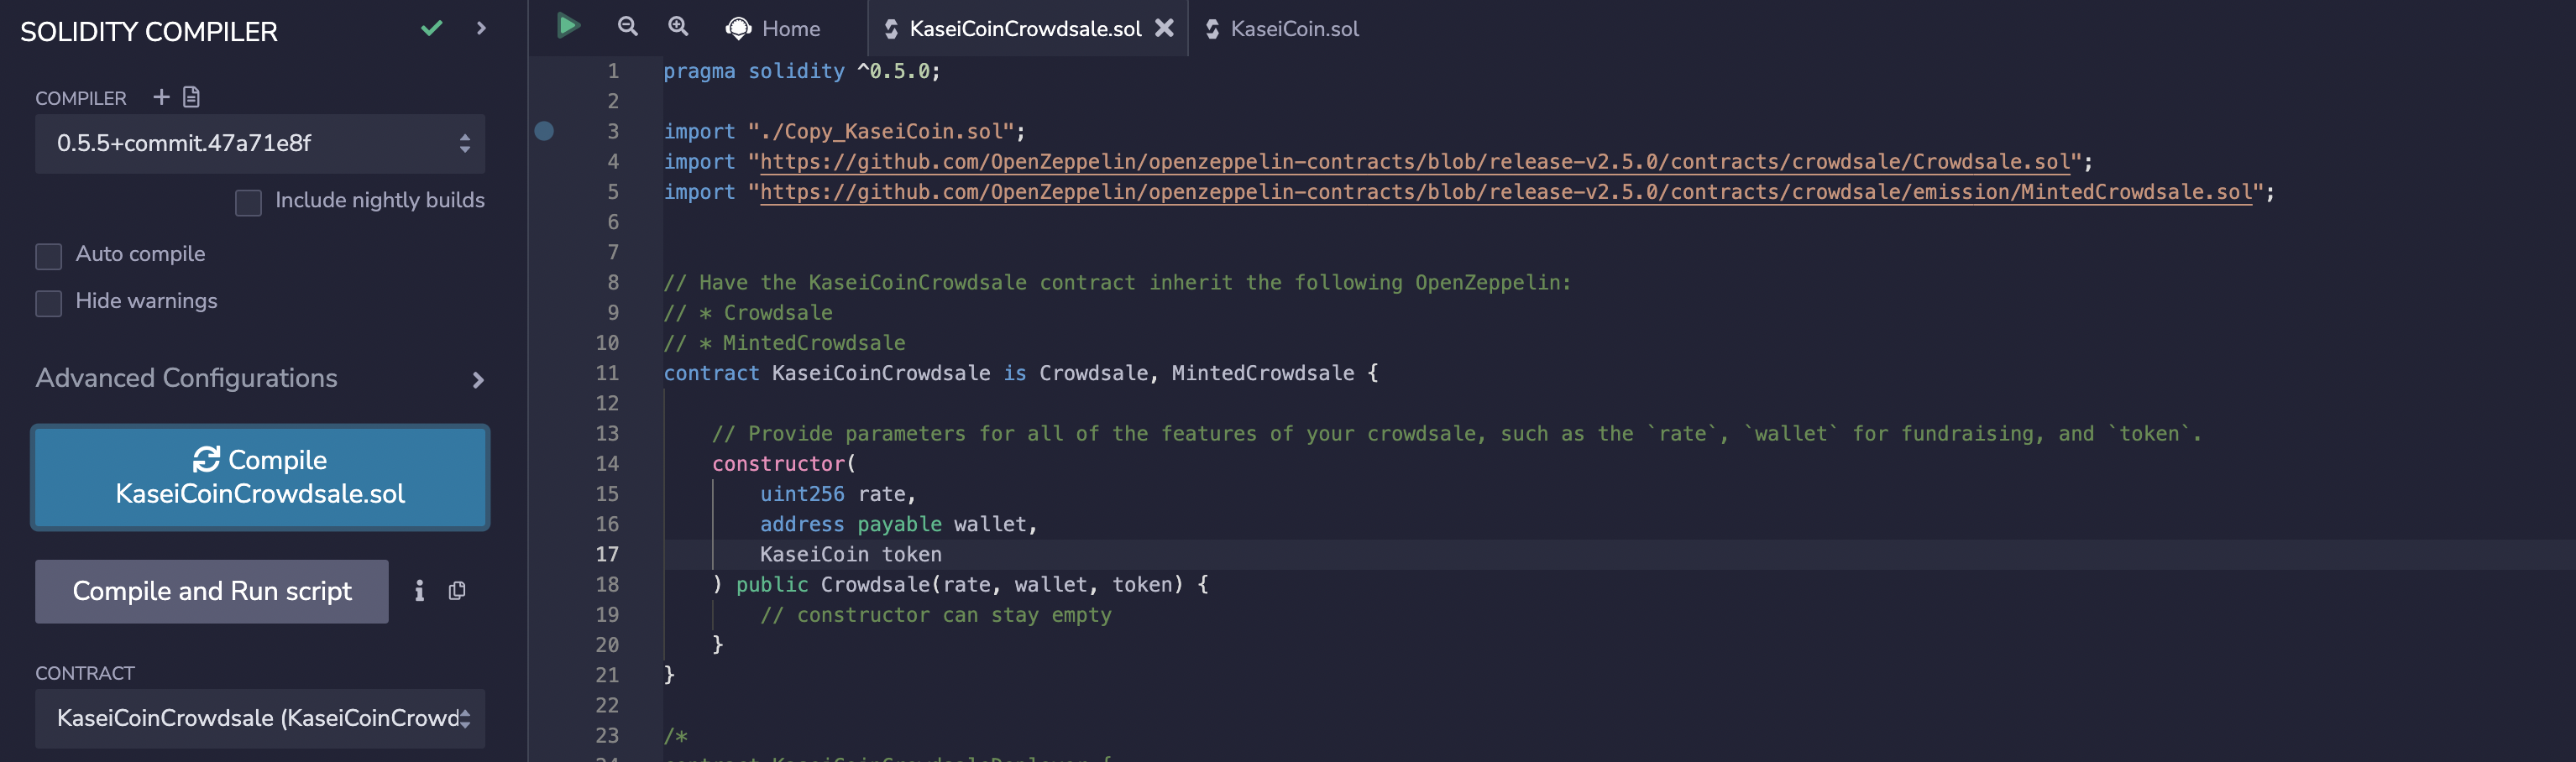 SOLIDITY COMPILER
COMPILER
0.5.5+commit.47a71e8f
Include nightly builds
Auto compile
Hide warnings
Advanced Configurations
Compile
KaseiCoinCrowdsale.sol
Compile and Run script
CONTRACT
KaseiCoinCrowdsale (KaseiCoinCrowd
Home
KaseiCoinCrowdsale.sol
KaseiCoin.sol
1 pragma solidity ^0.5.0;
2
3 import "./Copy_KaseiCoin.sol";
4 import "https://github.com/OpenZeppelin/openzeppelin-contracts/blob/release-v2.5.0/contracts/crowdsale/Crowdsale.sol";
5 import "https://github.com/OpenZeppelin/openzeppelin-contracts/blob/release-v2.5.0/contracts/crowdsale/emission/MintedCrowdsale.sol";
6
7
8 // Have the KaseiCoinCrowdsale contract inherit the following OpenZeppelin:
9 // * Crowdsale
10 // * MintedCrowdsale
11 contract KaseiCoinCrowdsale is Crowdsale, MintedCrowdsale {
12
13 // Provide parameters for all of the features of your crowdsale, such as the `rate`, `wallet` for fundraising, and `token`.
14 constructor(
15 uint256 rate,
16 address payable wallet,
17 KaseiCoin token
18 ) public Crowdsale(rate, wallet, token) {
19 // constructor can stay empty
20 }
21 }
22
23 /*